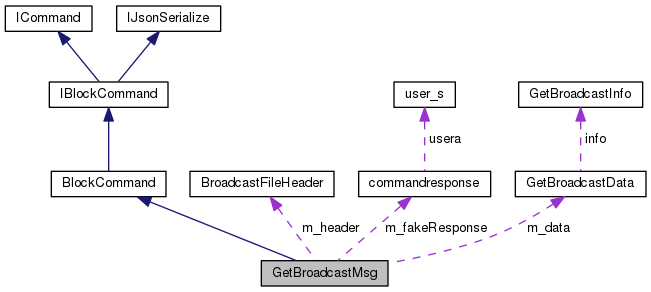 ICommand
IJsonSerialize
IBlockCommand
user_s
GetBroadcastInfo
usera
info
BlockCommand
BroadcastFileHeader
commandresponse
GetBroadcastData
m_header
m_fakeResponse
m_data
GetBroadcastMsg